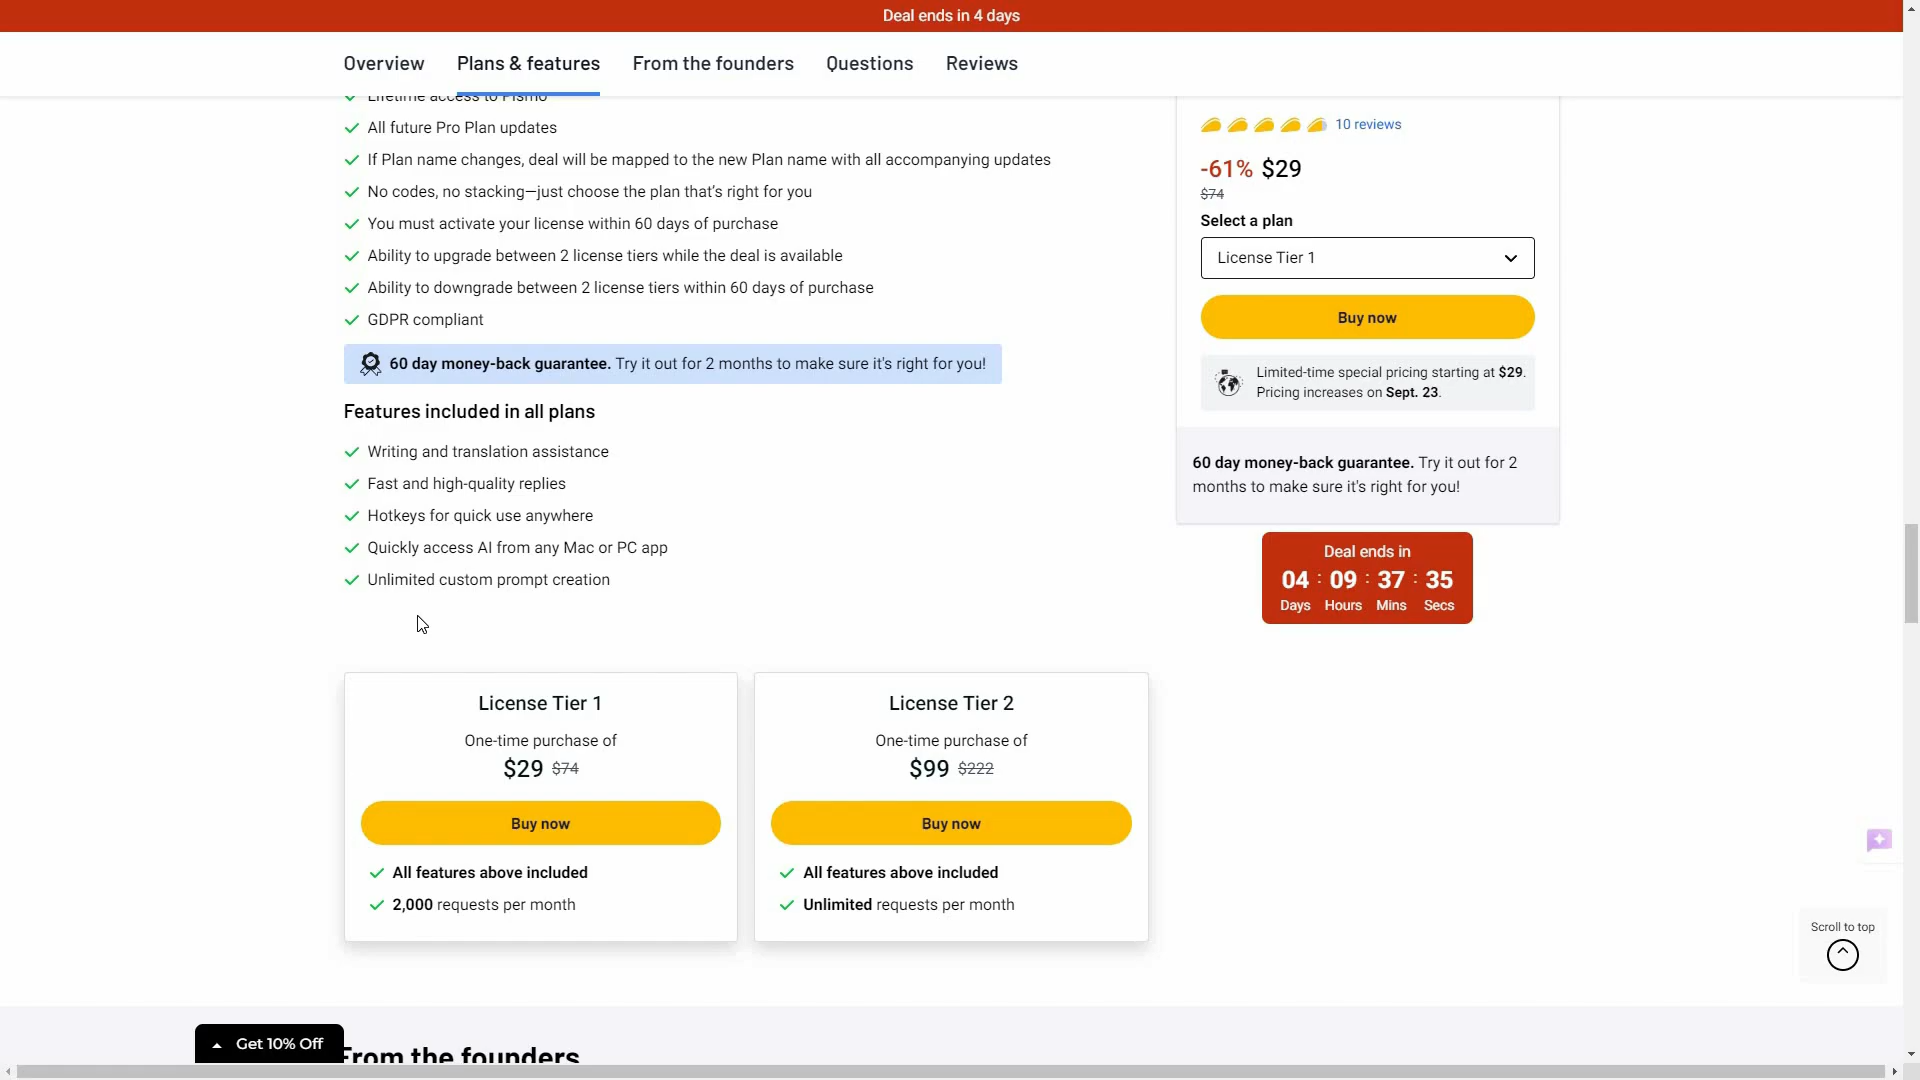 Deal ends in 4 days
Overview
Plans & features
From the founders
Questions
Reviews
Lifetime access to Pismo
All future Pro Plan updates
If Plan name changes, deal will be mapped to the new Plan name with all accompanying updates
No codes, no stacking—just choose the plan that's right for you
You must activate your license within 60 days of purchase
Ability to upgrade between 2 license tiers while the deal is available
Ability to downgrade between 2 license tiers within 60 days of purchase
GDPR compliant
60 day money-back guarantee. Try it out for 2 months to make sure it's right for you!
Features included in all plans
Writing and translation assistance
Fast and high-quality replies
Hotkeys for quick use anywhere
Quickly access AI from any Mac or PC app
Unlimited custom prompt creation
License Tier 1
One-time purchase of
$29 $74
Buy now
All features above included
2,000 requests per month
License Tier 2
One-time purchase of
$99 $222
Buy now
All features above included
Unlimited requests per month
10 reviews
-61% $29
$74
Select a plan
License Tier 1
Buy now
Limited-time special pricing starting at $29.
Pricing increases on Sept. 23.
60 day money-back guarantee. Try it out for 2
months to make sure it's right for you!
Deal ends in
04 : 09 : 37 : 35
Days Hours Mins Secs
Scroll to top
Get 10% Off
From the founders